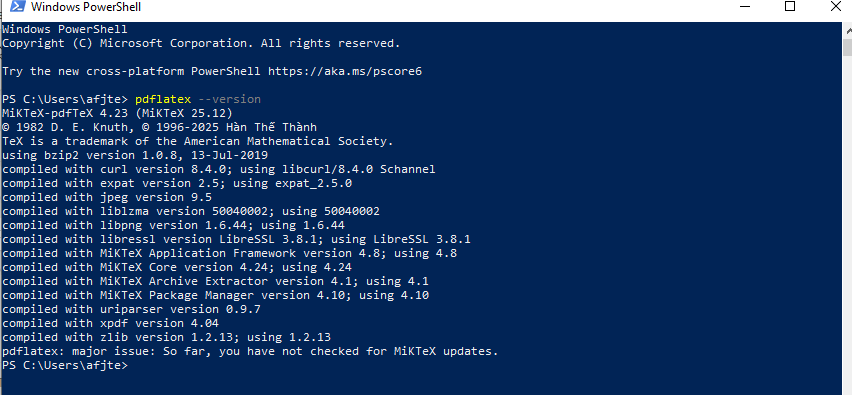 Windows PowerShell
Windows PowerShell
Copyright (C) Microsoft Corporation. All rights reserved.
Try the new cross-platform PowerShell https://aka.ms/pscore6
PS C:\Users\afjte> pdflatex --version
MiKTeX-pdfTeX 4.23 (MiKTeX 25.12)
© 1982 D. E. Knuth, © 1996-2025 Hàn Thế Thành
TeX is a trademark of the American Mathematical Society.
using bzip2 version 1.0.8, 13-Jul-2019
compiled with curl version 8.4.0; using libcurl/8.4.0 Schannel
compiled with expat version 2.5; using expat_2.5.0
compiled with jpeg version 9.5
compiled with liblzma version 50040002; using 50040002
compiled with libpng version 1.6.44; using 1.6.44
compiled with libressl version LibreSSL 3.8.1; using LibreSSL 3.8.1
compiled with MiKTeX Application Framework version 4.8; using 4.8
compiled with MiKTeX Core version 4.24; using 4.24
compiled with MiKTeX Archive Extractor version 4.1; using 4.1
compiled with MiKTeX Package Manager version 4.10; using 4.10
compiled with uriparser version 0.9.7
compiled with xpdf version 4.04
compiled with zlib version 1.2.13; using 1.2.13
pdflatex: major issue: So far, you have not checked for MiKTeX updates.
PS C:\Users\afjte>